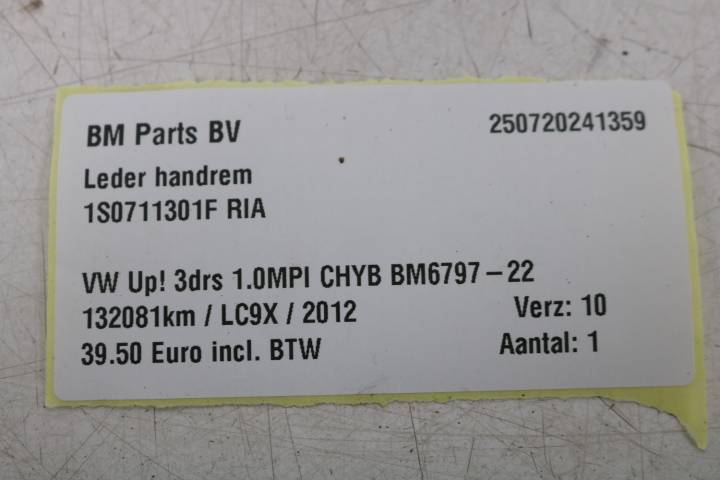 BM Parts BV 250720241359
Leder handrem
1S0711301F RIA
VW Up! 3drs 1.0MPI CHYB BM6797-22
132081km / LC9X / 2012 Verz: 10
39.50 Euro incl. BTW Aantal: 1